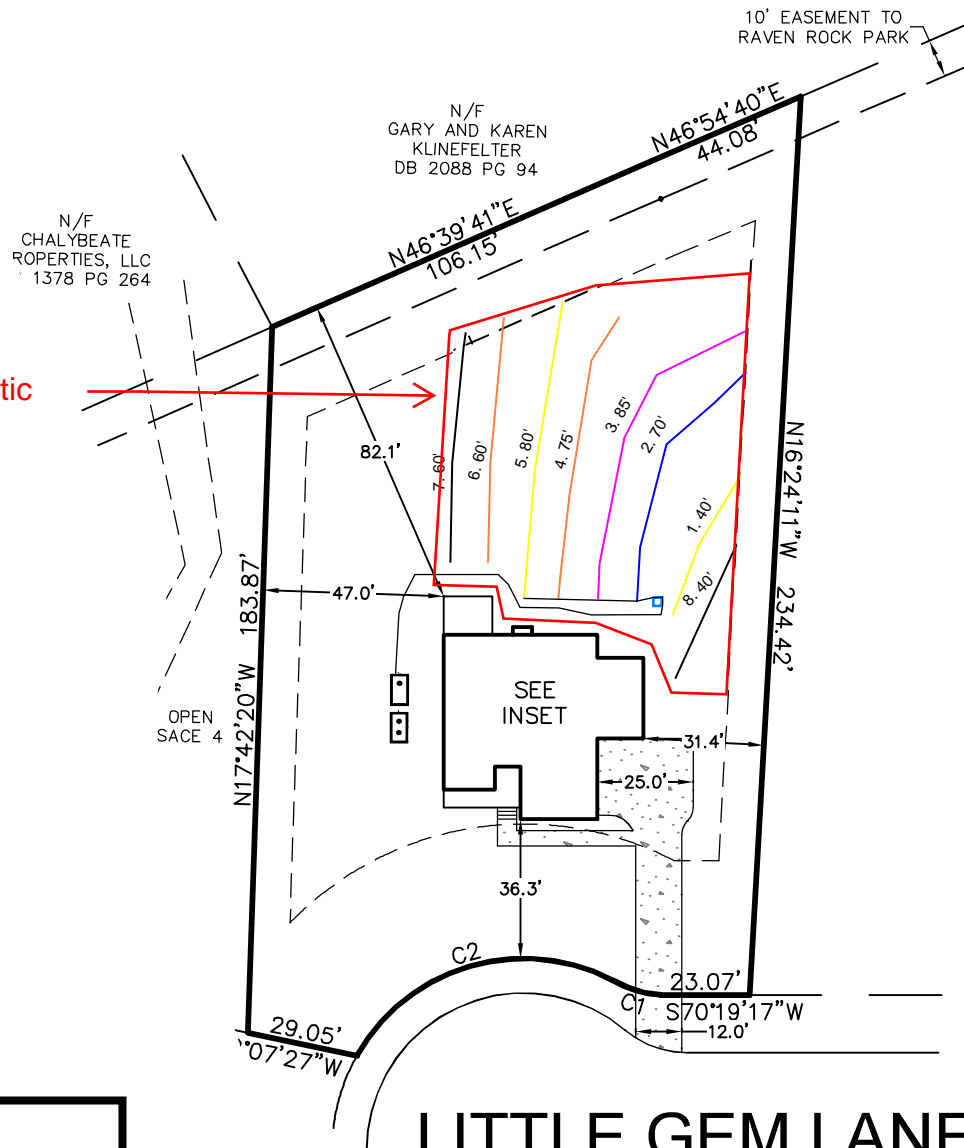 10' EASEMENT TO
RAVEN ROCK PARK
N46°54'40"E
44.08'
N/F
GARY AND KAREN
KLINEFELTER
DB 2088 PG 94
N46°39'41"E
106.15'
N/F
CHALYBEATE
ROPERTIES, LLC
1378 PG 264
tic
82.1'
7.60'
6.60'
5.80'
4.75'
3.85'
2.70'
1.40'
8.40'
N16°24'11"W 234.42'
47.0'
N17°42'20"W 183.87'
OPEN
SACE 4
SEE
INSET
31.4'
25.0'
36.3'
C2
C1
23.07'
S70°19'17"W
12.0'
29.05'
°07'27"W
LITTLE GEM LANE